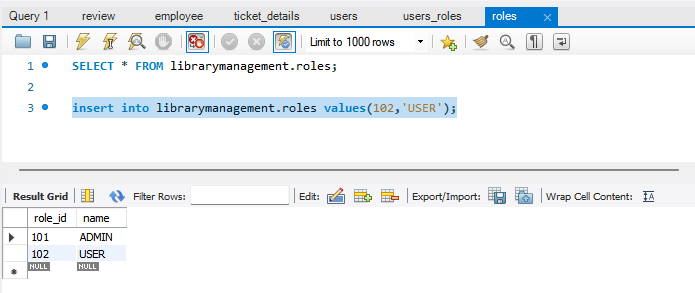 Query 1 review employee ticket_details users users_roles roles ×
Limit to 1000 rows
1 SELECT * FROM librarymanagement.roles;
2
3 insert into librarymanagement.roles values(102,'USER');
Result Grid Filter Rows: Edit: Export/Import: Wrap Cell Content: IA
role_id name
101 ADMIN
102 USER
NULL NULL